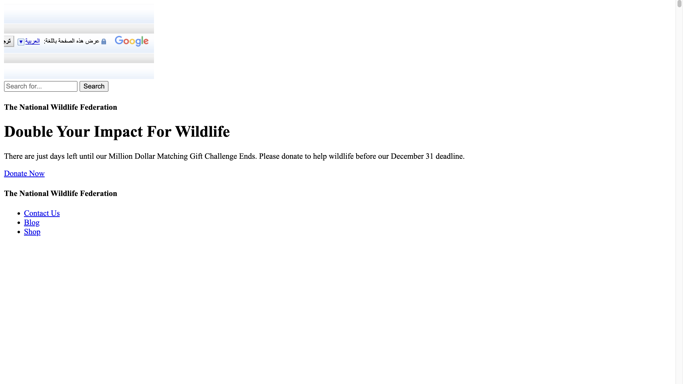 عرض هذه الصفحة باللغة: العربية Google
Search for... Search
The National Wildlife Federation
Double Your Impact For Wildlife
There are just days left until our Million Dollar Matching Gift Challenge Ends. Please donate to help wildlife before our December 31 deadline.
Donate Now
The National Wildlife Federation
Contact Us
Blog
Shop